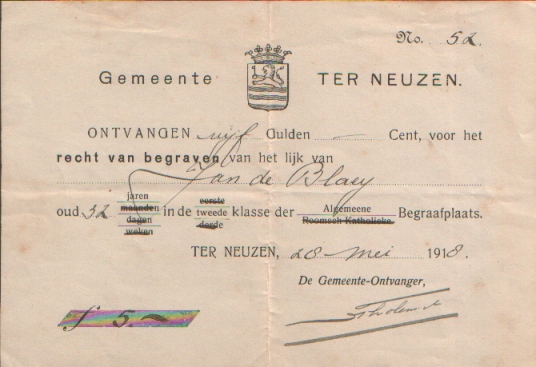 No. 52.
Gemeente TER NEUZEN.
ONTVANGEN vijf Gulden — Cent, voor het
recht van begraven van het lijk van
Jan de Blaey
oud 32 jaren in de eerste klasse der Algemeene Begraafplaats.
maanden tweede Roomsch Katholieke
dagen derde
weken
TER NEUZEN, 28 Mei 1918.
De Gemeente-Ontvanger,
f 5 —